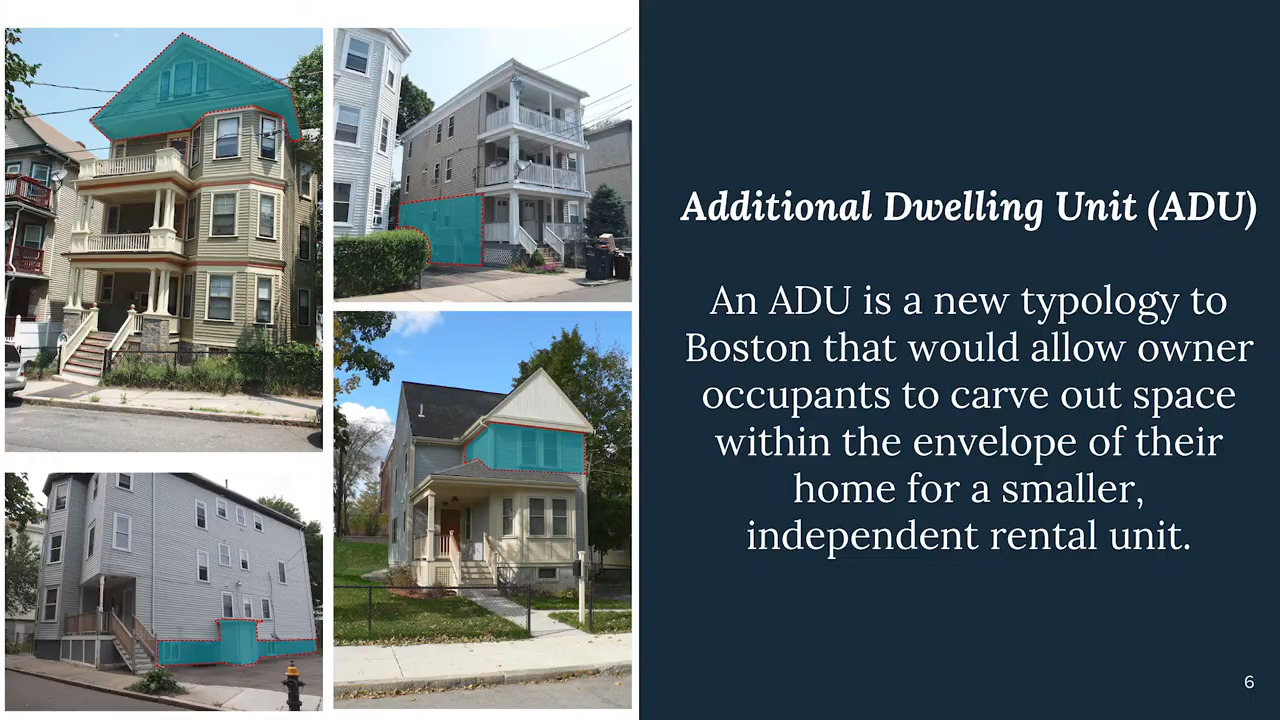 Additional Dwelling Unit (ADU)
An ADU is a new typology to
Boston that would allow owner
occupants to carve out space
within the envelope of their
home for a smaller,
independent rental unit.
6